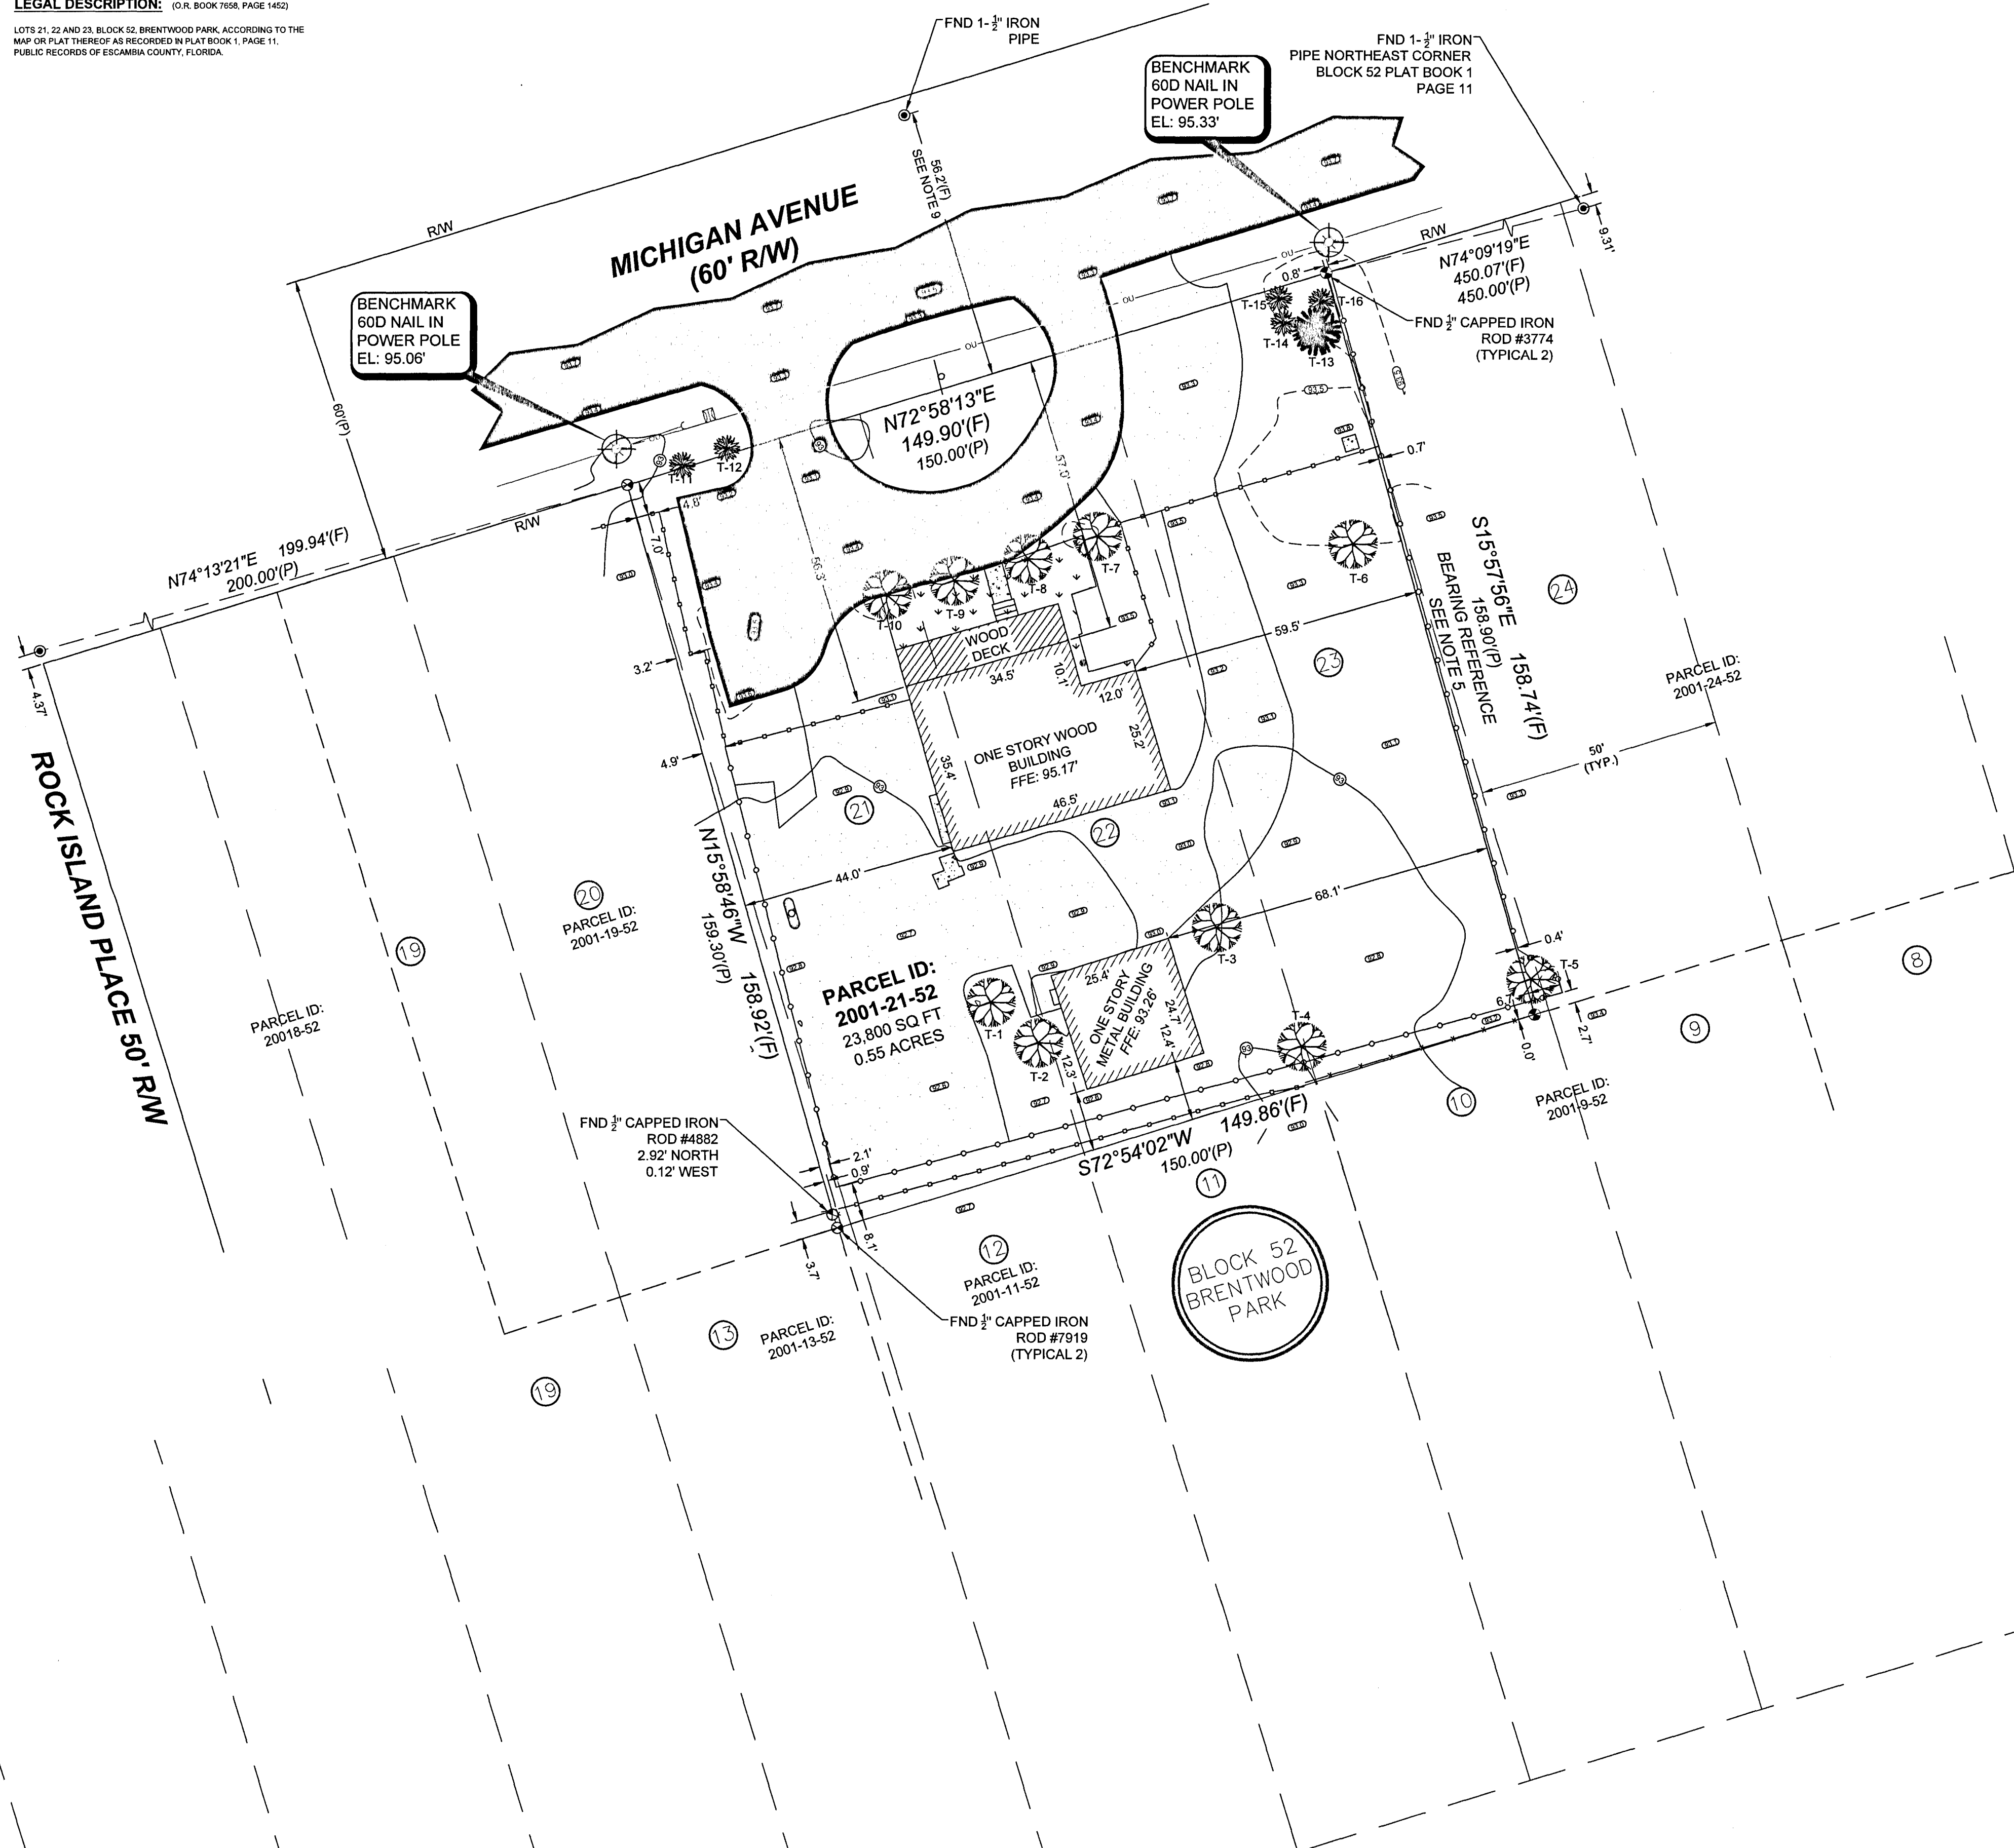 LEGAL DESCRIPTION: (O.R. BOOK 7658, PAGE 1452)
LOTS 21, 22 AND 23, BLOCK 52, BRENTWOOD PARK, ACCORDING TO THE
MAP OR PLAT THEREOF AS RECORDED IN PLAT BOOK 1, PAGE 11,
PUBLIC RECORDS OF ESCAMBIA COUNTY, FLORIDA.
FND 1-½" IRON
PIPE
FND 1-½" IRON
PIPE NORTHEAST CORNER
BLOCK 52 PLAT BOOK 1
PAGE 11
BENCHMARK
60D NAIL IN
POWER POLE
EL: 95.33'
BENCHMARK
60D NAIL IN
POWER POLE
EL: 95.06'
R/W
MICHIGAN AVENUE
(60' R/W)
56.2'(F)
SEE NOTE 9
60'(P)
R/W
9.31'
N74°09'19"E
450.07'(F)
450.00'(P)
OU
0.8'
OU
OU
T-15
T-16
T-14
T-13
FND ½" CAPPED IRON
ROD #3774
(TYPICAL 2)
93.5
N72°58'13"E
149.90'(F)
150.00'(P)
T-12
T-11
4.8'
7.0'
R/W
N74°13'21"E 199.94'(F)
200.00'(P)
4.37'
56.3'
57.0'
0.7'
T-7
T-8
T-9
T-10
T-6
WOOD
DECK
34.5'
10.1'
12.0'
59.5'
3.2'
4.9'
ONE STORY WOOD
BUILDING
FFE: 95.17'
35.4'
25.2'
46.5'
S15°57'56"E 158.74'(F)
158.90'(P)
BEARING REFERENCE
SEE NOTE 5
24
23
PARCEL ID:
2001-24-52
50'
(TYP.)
21
22
93
93
ROCK ISLAND PLACE 50' R/W
44.0'
68.1'
N15°58'46"W 158.92'(F)
159.30'(P)
20
PARCEL ID:
2001-19-52
19
PARCEL ID:
20018-52
PARCEL ID:
2001-21-52
23,800 SQ FT
0.55 ACRES
T-3
25.4'
ONE STORY
METAL BUILDING
FFE: 93.26'
24.7'
12.4'
12.3'
T-1
T-2
T-4
T-5
0.4'
2.7'
0.0'
93
8
9
10
PARCEL ID:
2001-9-52
FND ½" CAPPED IRON
ROD #4882
2.92' NORTH
0.12' WEST
2.1'
0.9'
8.1'
3.7'
S72°54'02"W 149.86'(F)
150.00'(P)
11
12
PARCEL ID:
2001-11-52
BLOCK 52
BRENTWOOD
PARK
13
PARCEL ID:
2001-13-52
FND ½" CAPPED IRON
ROD #7919
(TYPICAL 2)
19